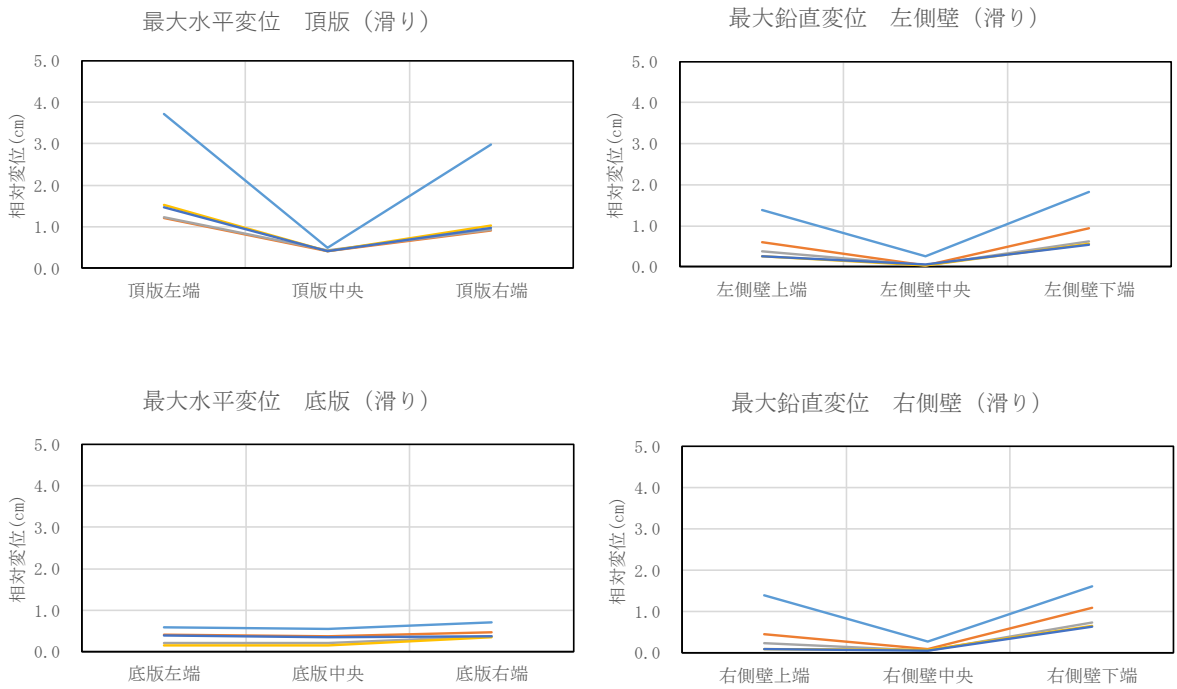 最大水平変位　頂版（滑り）
5.0
4.0
3.0
2.0
1.0
0.0
相対変位(cm)
頂版左端　頂版中央　頂版右端
最大鉛直変位　左側壁（滑り）
5.0
4.0
3.0
2.0
1.0
0.0
相対変位(cm)
左側壁上端　左側壁中央　左側壁下端
最大水平変位　底版（滑り）
5.0
4.0
3.0
2.0
1.0
0.0
相対変位(cm)
底版左端　底版中央　底版右端
最大鉛直変位　右側壁（滑り）
5.0
4.0
3.0
2.0
1.0
0.0
相対変位(cm)
右側壁上端　右側壁中央　右側壁下端